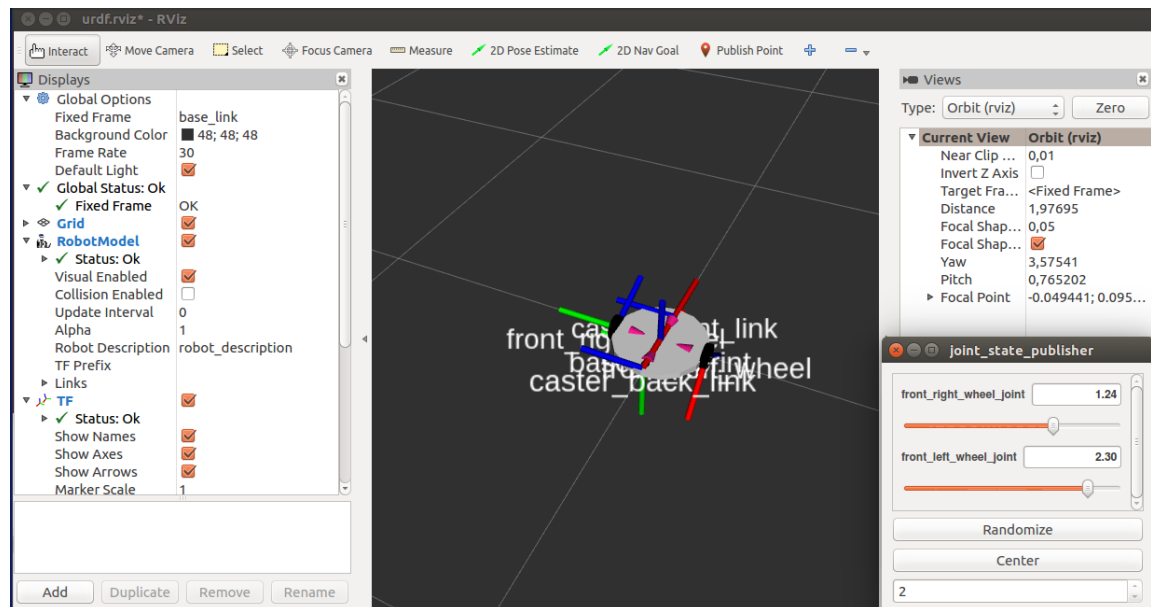 urdf.rviz* - RViz
Interact Move Camera Select Focus Camera Measure 2D Pose Estimate 2D Nav Goal Publish Point
Displays
Global Options
Fixed Frame base_link
Background Color 48; 48; 48
Frame Rate 30
Default Light
Global Status: Ok
Fixed Frame OK
Grid
RobotModel
Status: Ok
Visual Enabled
Collision Enabled
Update Interval 0
Alpha 1
Robot Description robot_description
TF Prefix
Links
TF
Status: Ok
Show Names
Show Axes
Show Arrows
Marker Scale 1
Add Duplicate Remove Rename
caster_back_link
Views
Type: Orbit (rviz) Zero
Current View Orbit (rviz)
Near Clip ... 0,01
Invert Z Axis
Target Fra... <Fixed Frame>
Distance 1,97695
Focal Shap... 0,05
Focal Shap...
Yaw 3,57541
Pitch 0,765202
Focal Point -0.049441; 0.095...
joint_state_publisher
front_right_wheel_joint 1.24
front_left_wheel_joint 2.30
Randomize
Center
2